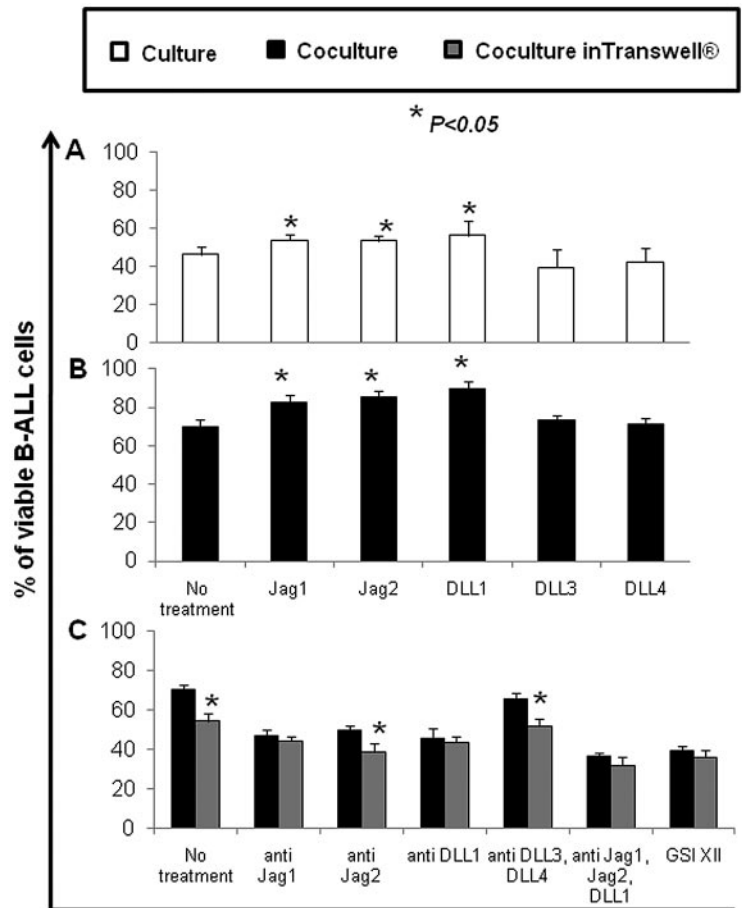 Culture Coculture Coculture inTranswell®
* P<0.05
% of viable B-ALL cells
A
100
80
60
40
20
0
* * *
B
100
80
60
40
20
0
* * *
No treatment Jag1 Jag2 DLL1 DLL3 DLL4
C
100
80
60
40
20
0
* * *
No anti anti anti DLL1 anti DLL3, anti Jag1, GSI XII
treatment Jag1 Jag2 DLL4 Jag2,
DLL1